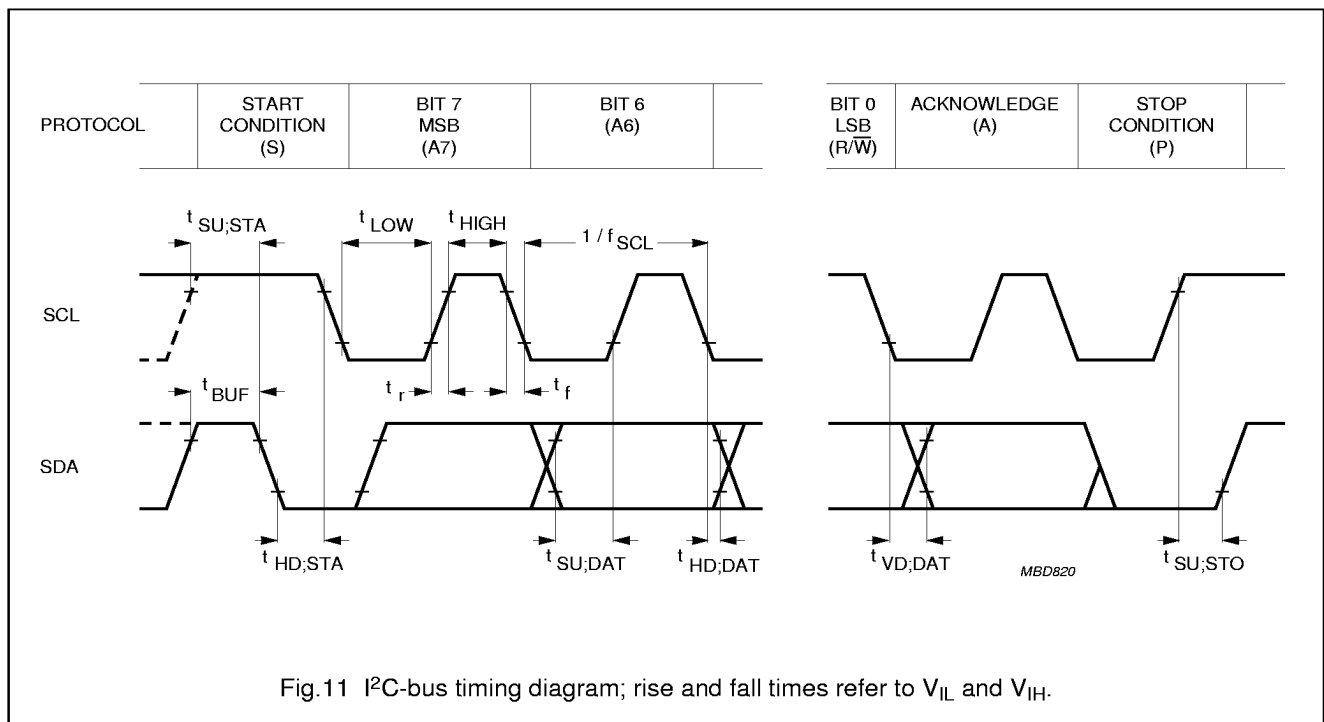 PROTOCOL
START
CONDITION
(S)
BIT 7
MSB
(A7)
BIT 6
(A6)
BIT 0
LSB
(R/W̅)
ACKNOWLEDGE
(A)
STOP
CONDITION
(P)
t SU;STA
t LOW
t HIGH
1 / f SCL
SCL
t BUF
t r
t f
SDA
t HD;STA
t SU;DAT
t HD;DAT
t VD;DAT
MBD820
t SU;STO
Fig.11 I²C-bus timing diagram; rise and fall times refer to VIL and VIH.